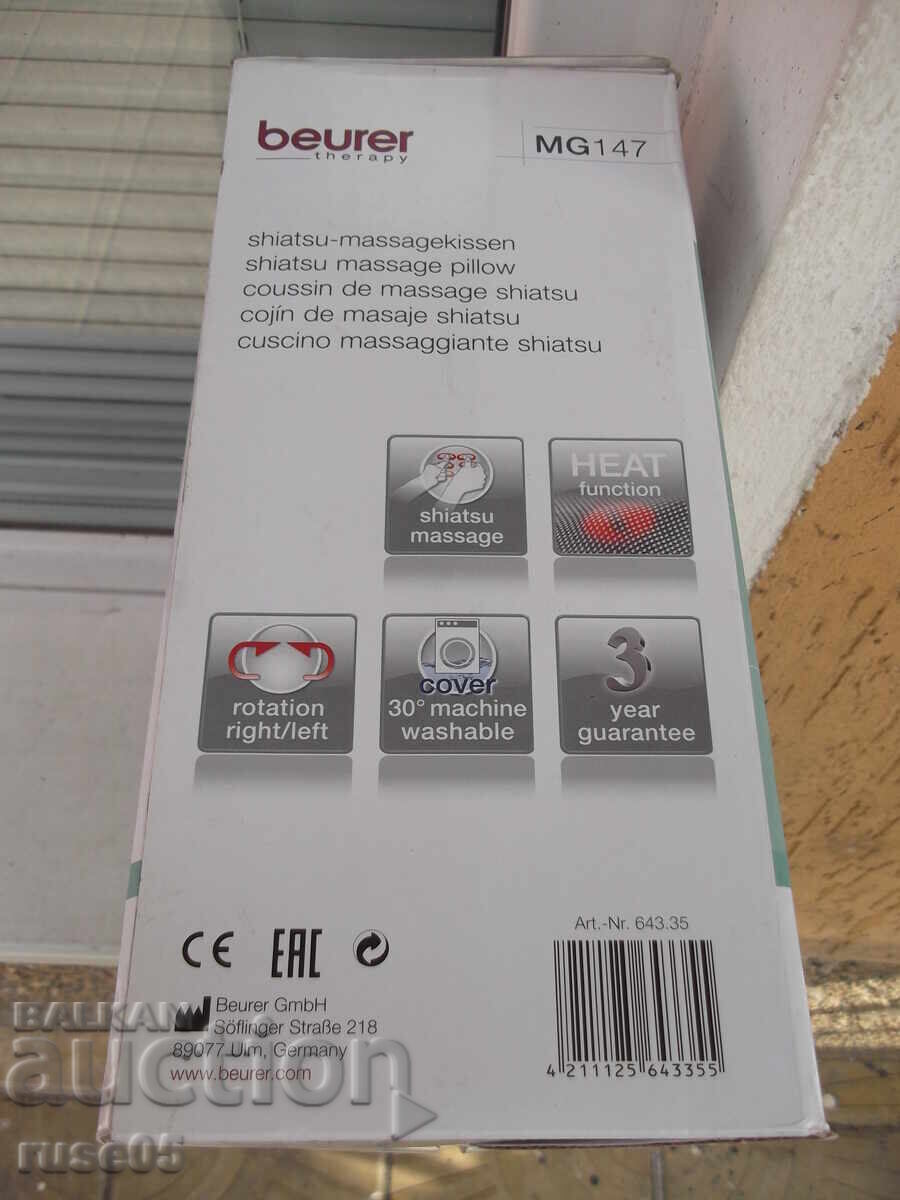 beurer
therapy
MG147
shiatsu-massagekissen
shiatsu massage pillow
coussin de massage shiatsu
cojín de masaje shiatsu
cuscino massaggiante shiatsu
shiatsu
massage
HEAT
function
rotation
right/left
cover
30° machine
washable
3
year
guarantee
CE EAC
Art.-Nr. 643.35
Beurer GmbH
Söflinger Straße 218
89077 Ulm, Germany
www.beurer.com
4 211125 643355
BALKAN
auction
ruse05